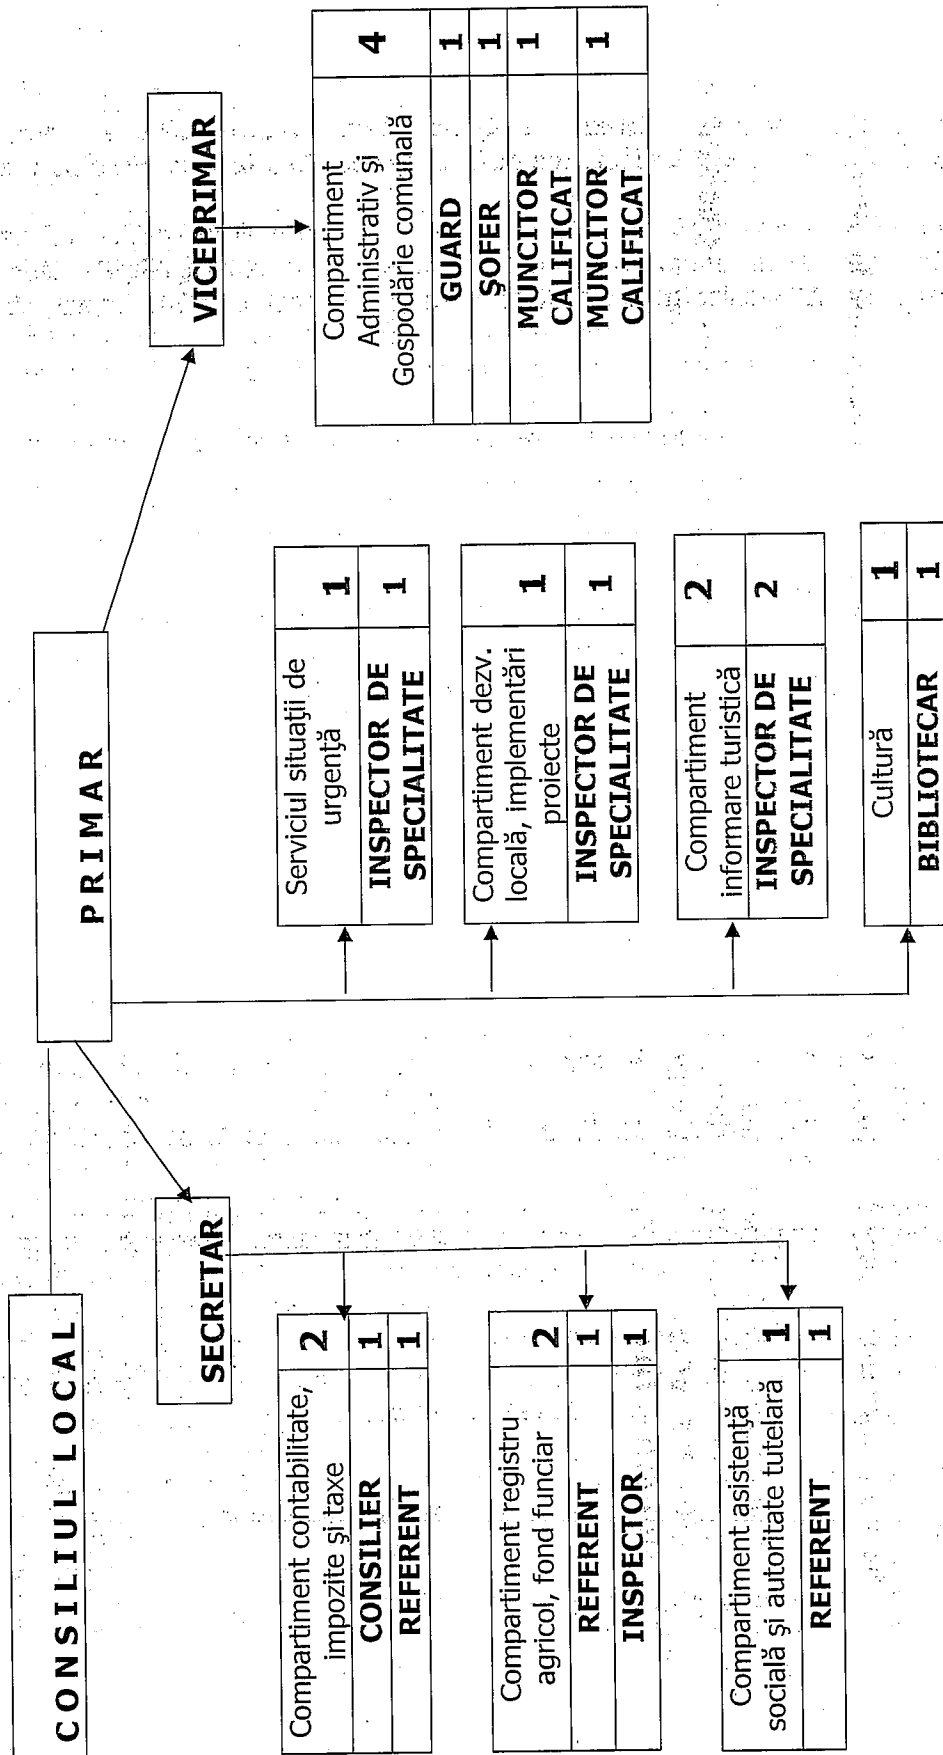 CONSILIUL LOCAL
PRIMAR
SECRETAR
VICEPRIMAR
Compartiment contabilitate, 2
impozite şi taxe
CONSILIER 1
REFERENT 1
Compartiment registru 2
agricol, fond funciar
REFERENT 1
INSPECTOR 1
Compartiment asistenţă 1
socială şi autoritate tutelară
REFERENT 1
Serviciul situaţii de 1
urgenţă
INSPECTOR DE 1
SPECIALITATE
Compartiment dezv. 1
locală, implementări
proiecte
INSPECTOR DE 1
SPECIALITATE
Compartiment 2
informare turistică
INSPECTOR DE 2
SPECIALITATE
Cultură 1
BIBLIOTECAR 1
Compartiment 4
Administrativ şi
Gospodărie comunală
GUARD 1
ŞOFER 1
MUNCITOR 1
CALIFICAT
MUNCITOR 1
CALIFICAT